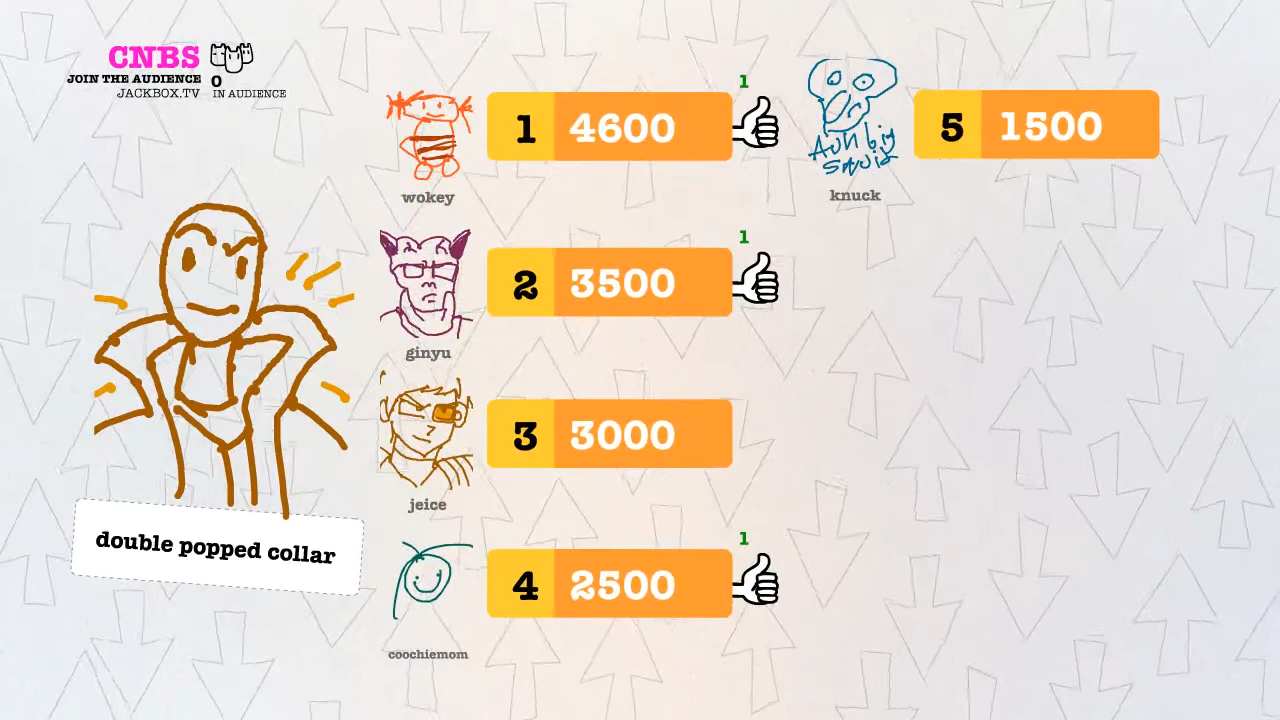 CNBS
JOIN THE AUDIENCE
JACKBOX.TV
0
IN AUDIENCE
double popped collar
1 4600
1
wokey
2 3500
1
ginyu
3 3000
jeice
4 2500
1
coochiemom
5 1500
big
knuck